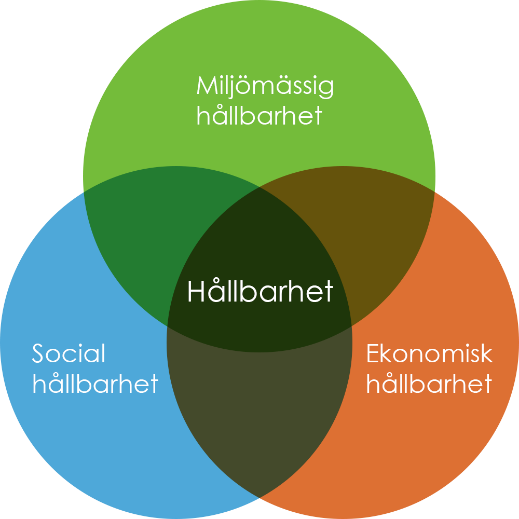 Miljömässig
hållbarhet
Hållbarhet
Social
hållbarhet
Ekonomisk
hållbarhet